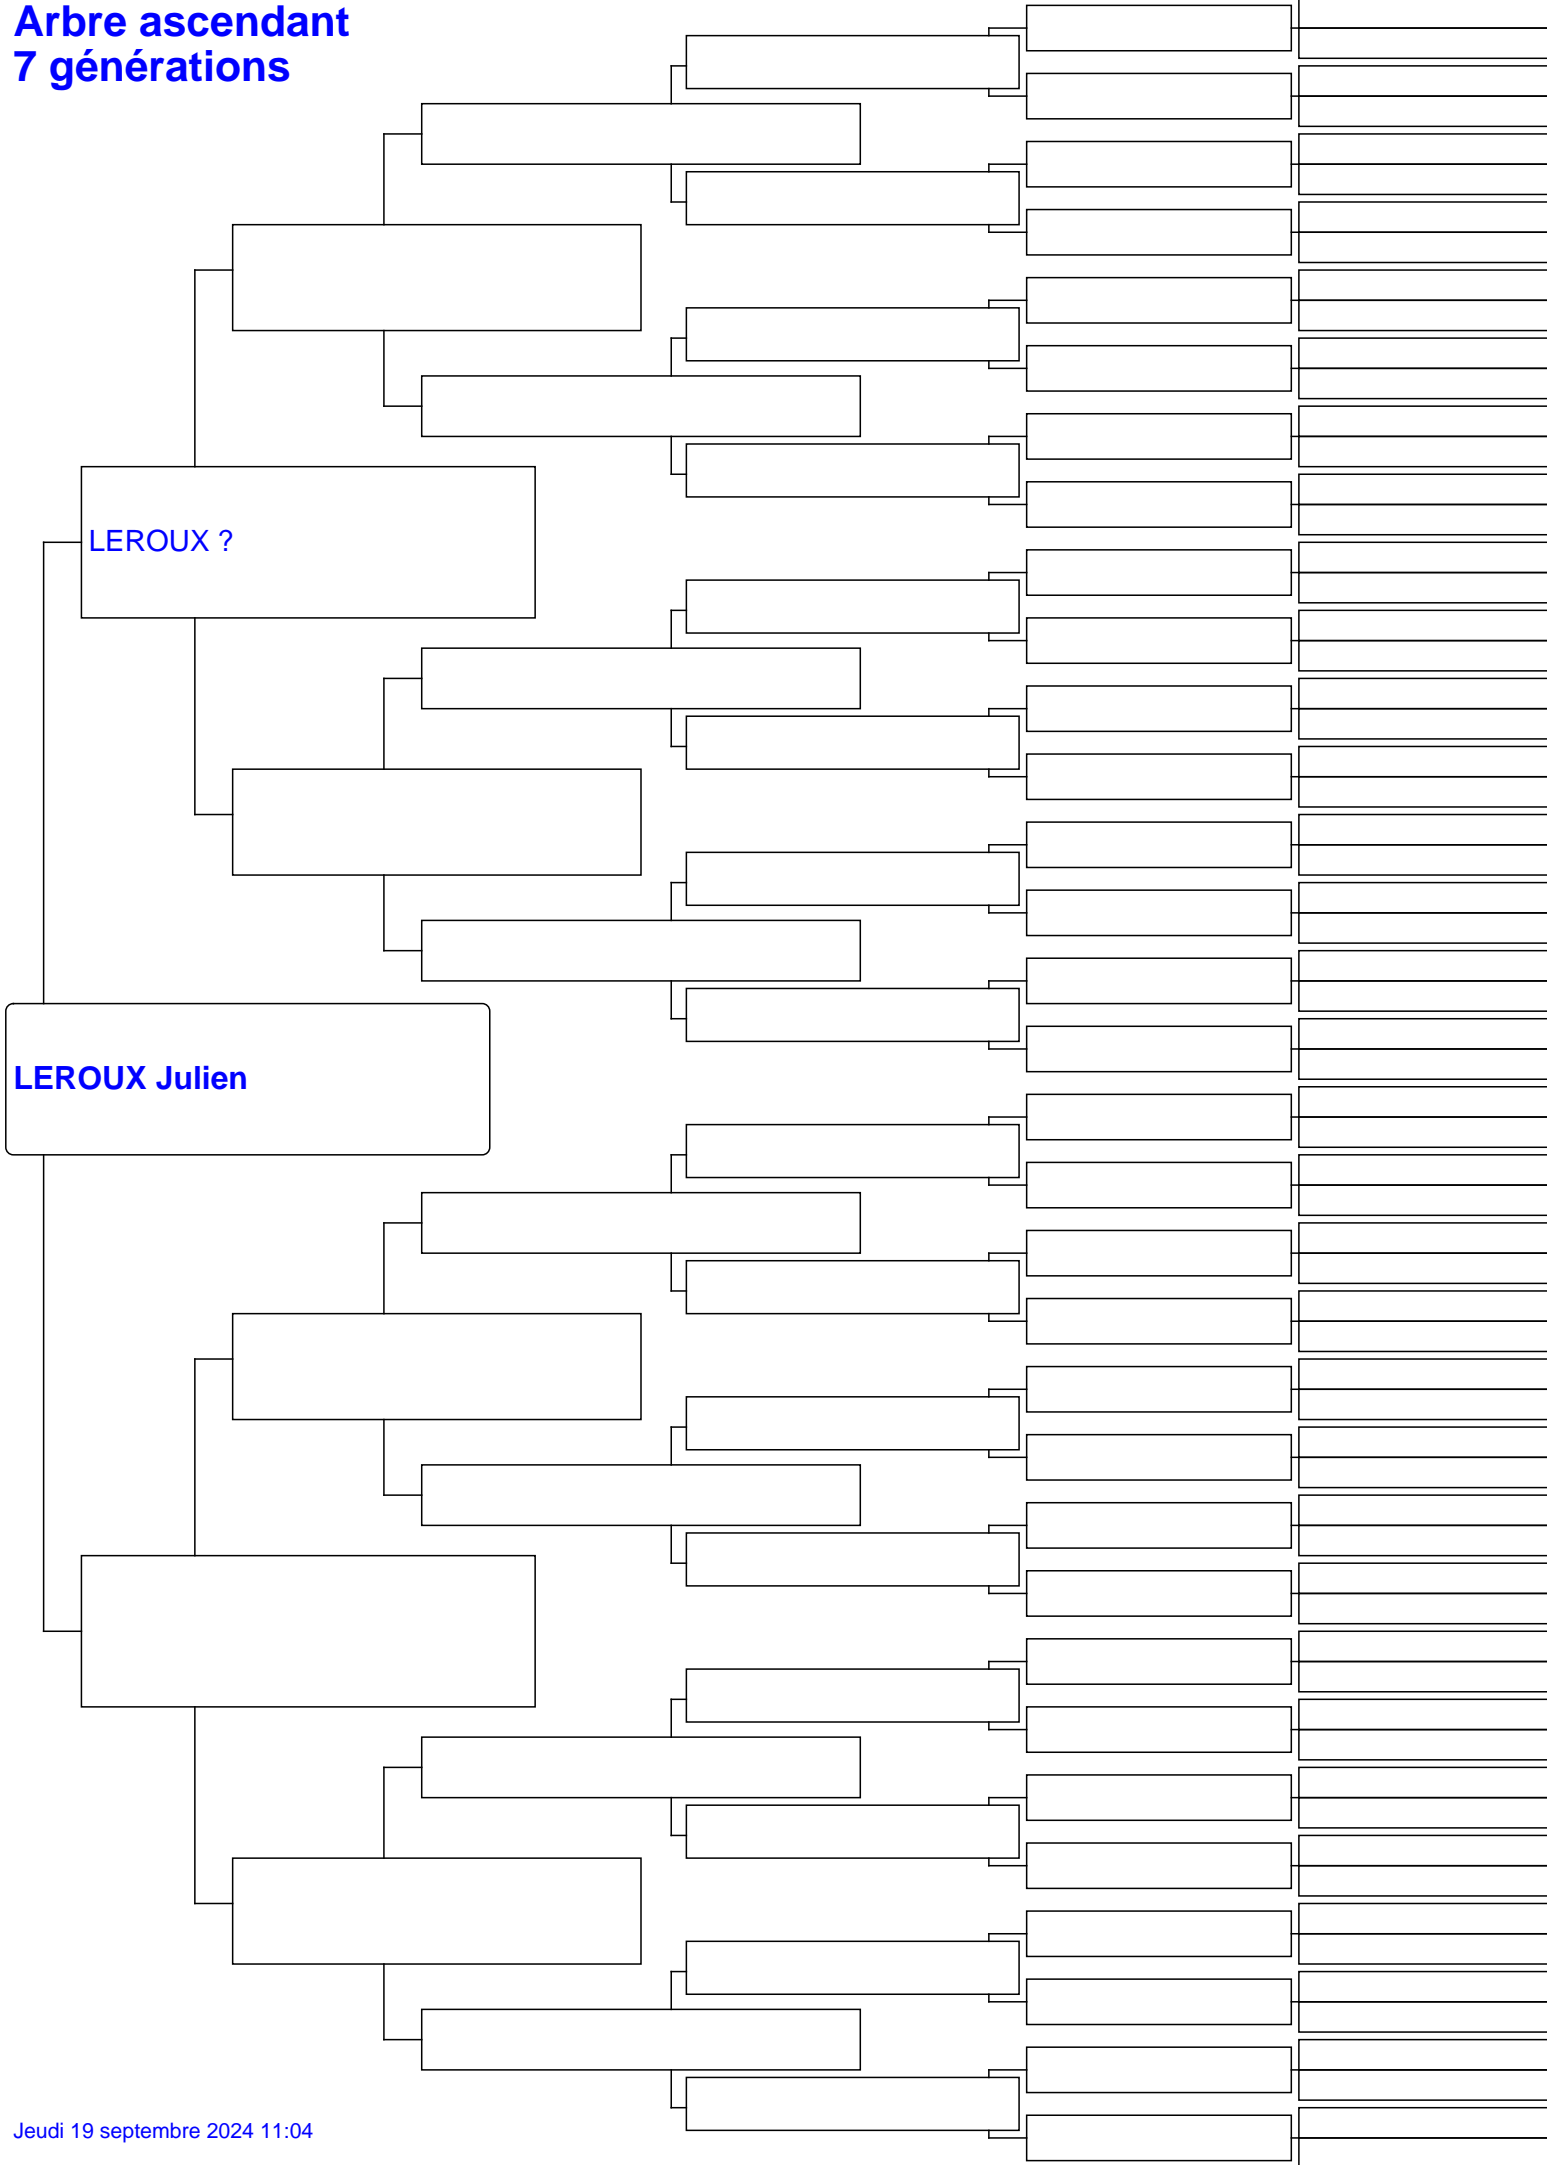 Arbre ascendant
7 générations
LEROUX ?
LEROUX Julien
Jeudi 19 septembre 2024 11:04